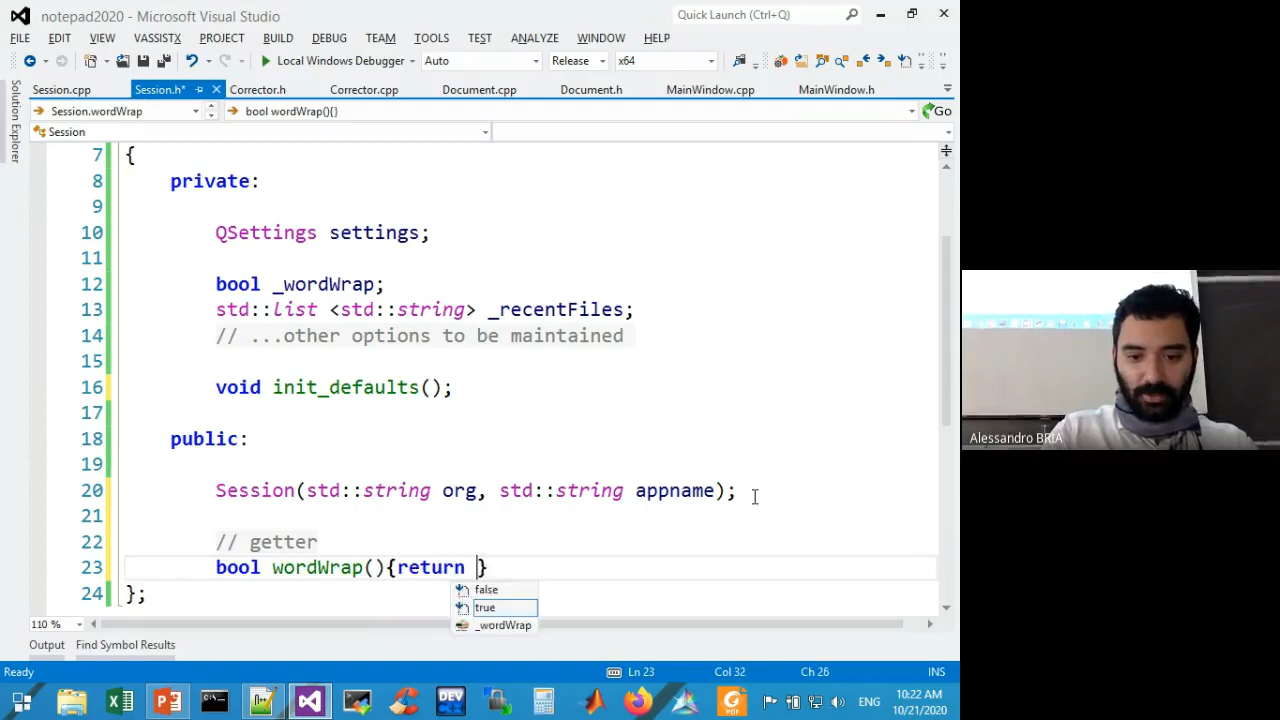 notepad2020 - Microsoft Visual Studio
Quick Launch (Ctrl+Q)
FILE EDIT VIEW VASSISTX PROJECT BUILD DEBUG TEAM TOOLS TEST ANALYZE WINDOW HELP
Local Windows Debugger Auto Release x64
Solution Explorer
Session.cpp Session.h* Corrector.h Corrector.cpp Document.cpp Document.h MainWindow.cpp MainWindow.h
Session.wordWrap bool wordWrap(){} Go
Session
7 {
8 private:
9
10 QSettings settings;
11
12 bool _wordWrap;
13 std::list <std::string> _recentFiles;
14 // ...other options to be maintained
15
16 void init_defaults();
17
18 public:
19
20 Session(std::string org, std::string appname);
21
22 // getter
23 bool wordWrap(){return }
24 };
false
true
_wordWrap
110 %
Output Find Symbol Results
Ready Ln 23 Col 32 Ch 26 INS
DEV
PDF
ENG
10:22 AM
10/21/2020
Alessandro BRIA